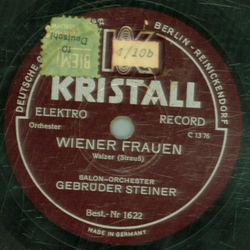 BERLIN-REINICKENDORF
DEUTSCHE
BIEM
KRISTALL
ELEKTRO
RECORD
Orchester
C 1376
WIENER FRAUEN
Walzer (Strauß)
SALON-ORCHESTER
GEBRÜDER STEINER
Best.-Nr 1622
MADE IN GERMANY